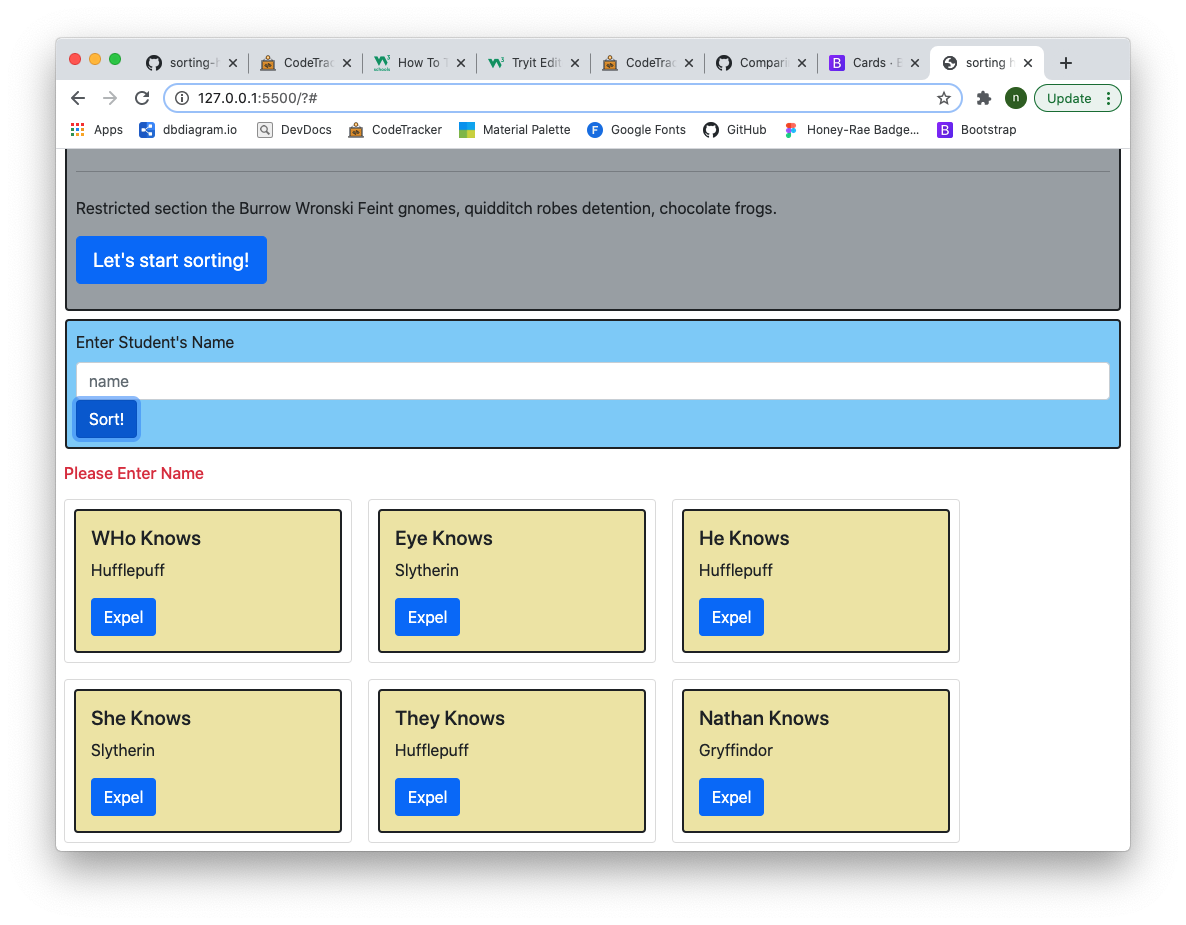 sorting-h CodeTrac How To T Tryit Edit CodeTrac Compari Cards · B sorting h
127.0.0.1:5500/?# n Update
Apps dbdiagram.io DevDocs CodeTracker Material Palette Google Fonts GitHub Honey-Rae Badge... Bootstrap
Restricted section the Burrow Wronski Feint gnomes, quidditch robes detention, chocolate frogs.
Let's start sorting!
Enter Student's Name
name
Sort!
Please Enter Name
WHo Knows
Hufflepuff
Expel
Eye Knows
Slytherin
Expel
He Knows
Hufflepuff
Expel
She Knows
Slytherin
Expel
They Knows
Hufflepuff
Expel
Nathan Knows
Gryffindor
Expel